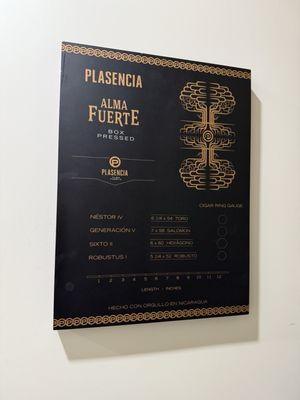 PLASENCIA
ALMA
FUERTE
BOX
PRESSED
P
PLASENCIA
CIGAR RING GAUGE
NÉSTOR IV 6 1/4 x 54 TORO
GENERACIÓN V 7 x 58 SALOMON
SIXTO II 6 x 60 HEXÁGONO
ROBUSTUS I 5 1/4 x 52 ROBUSTO
1 2 3 4 5 6 7 8 9 10 11 12
LENGTH : INCHES
HECHO CON ORGULLO EN NICARAGUA